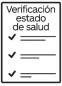 Verificación
estado
de salud